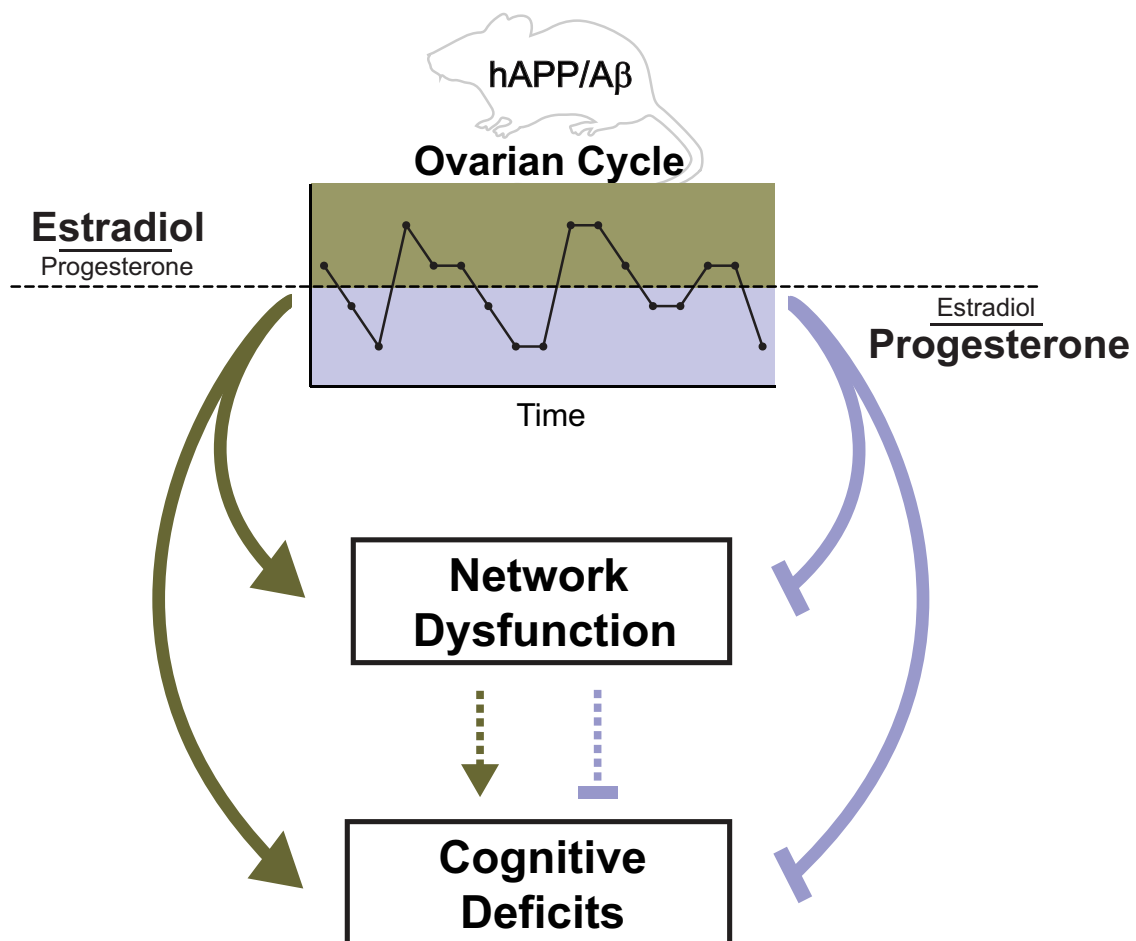 hAPP/Aβ
Ovarian Cycle
Estradiol
Progesterone
Estradiol
Progesterone
Time
Network
Dysfunction
Cognitive
Deficits